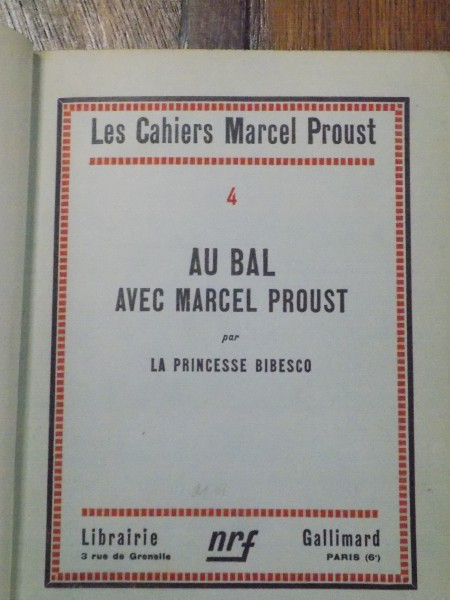 Les Cahiers Marcel Proust
4
AU BAL
AVEC MARCEL PROUST
par
LA PRINCESSE BIBESCO
Librairie nrf Gallimard
3 rue de Grenelle PARIS (6e)